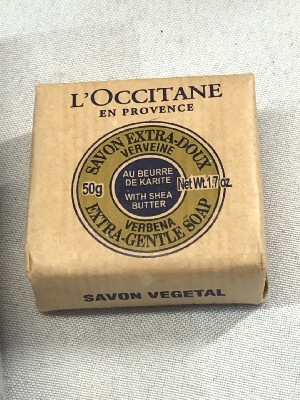 L'OCCITANE
EN PROVENCE
SAVON EXTRA-DOUX
VERVEINE
50g
AU BEURRE
DE KARITE
WITH SHEA
BUTTER
Net Wt. 1.7 oz.
VERBENA
EXTRA-GENTLE SOAP
SAVON VEGETAL